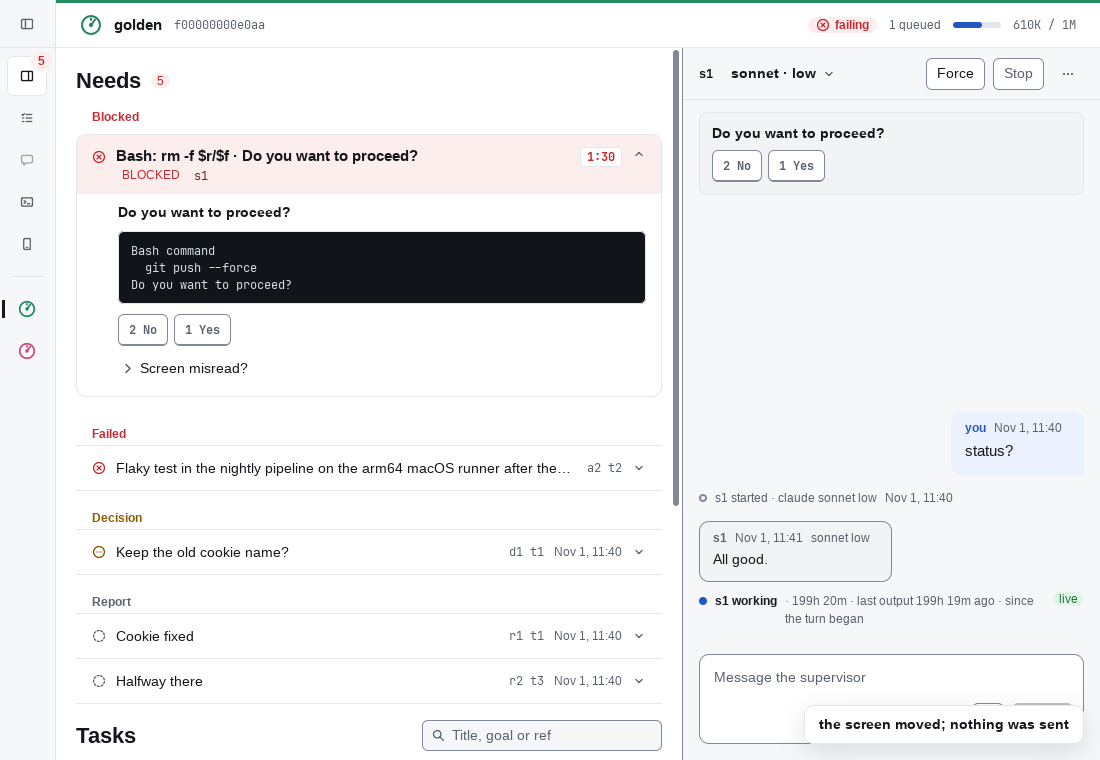 golden f00000000e0aa
failing 1 queued 610K / 1M
5
Needs 5
Blocked
Bash: rm -f $r/$f · Do you want to proceed? 1:30
BLOCKED s1
Do you want to proceed?
Bash command
git push --force
Do you want to proceed?
2 No 1 Yes
Screen misread?
Failed
Flaky test in the nightly pipeline on the arm64 macOS runner after the… a2 t2
Decision
Keep the old cookie name? d1 t1 Nov 1, 11:40
Report
Cookie fixed r1 t1 Nov 1, 11:40
Halfway there r2 t3 Nov 1, 11:40
Tasks Title, goal or ref
s1 sonnet · low Force Stop
Do you want to proceed?
2 No 1 Yes
you Nov 1, 11:40
status?
s1 started · claude sonnet low Nov 1, 11:40
s1 Nov 1, 11:41 sonnet low
All good.
s1 working · 199h 20m · last output 199h 19m ago · since live
the turn began
Message the supervisor
the screen moved; nothing was sent